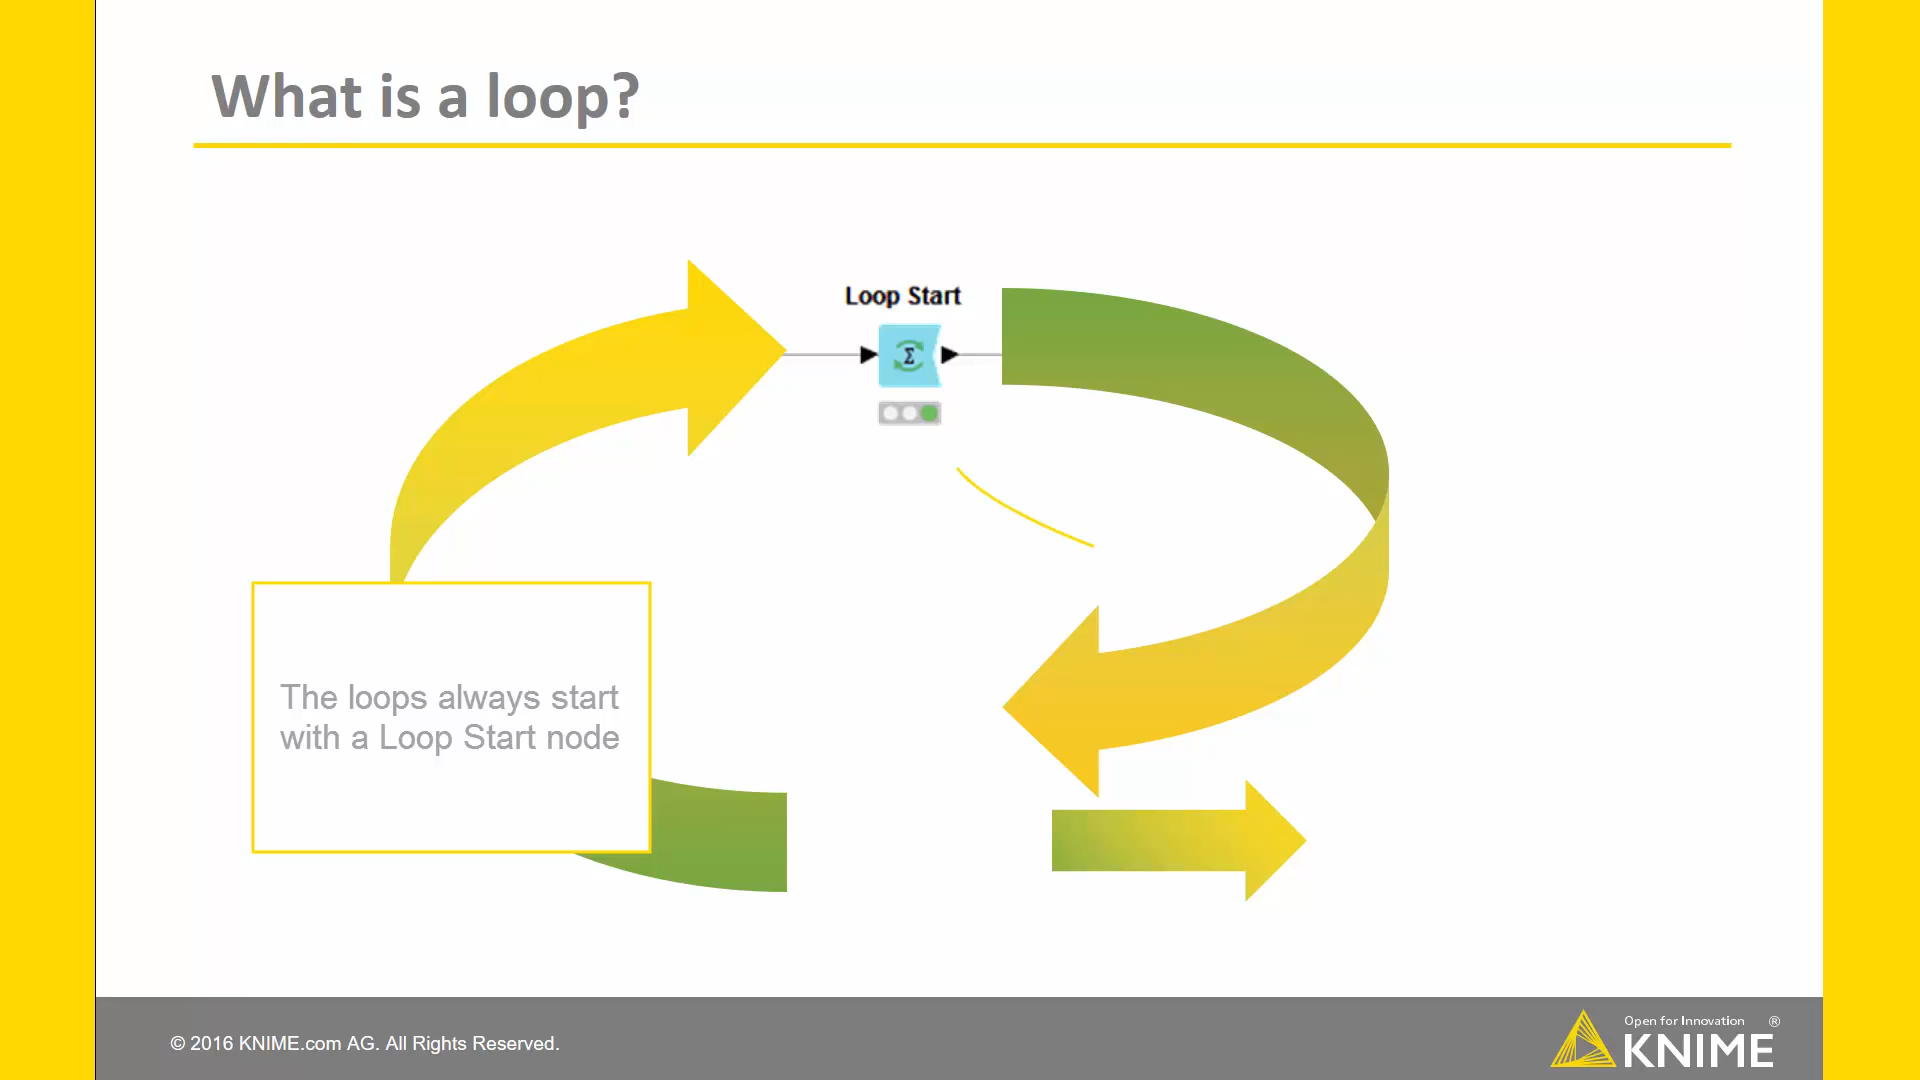 What is a loop?
Loop Start
Σ
The loops always start
with a Loop Start node
© 2016 KNIME.com AG. All Rights Reserved.
Open for Innovation ®
KNIME